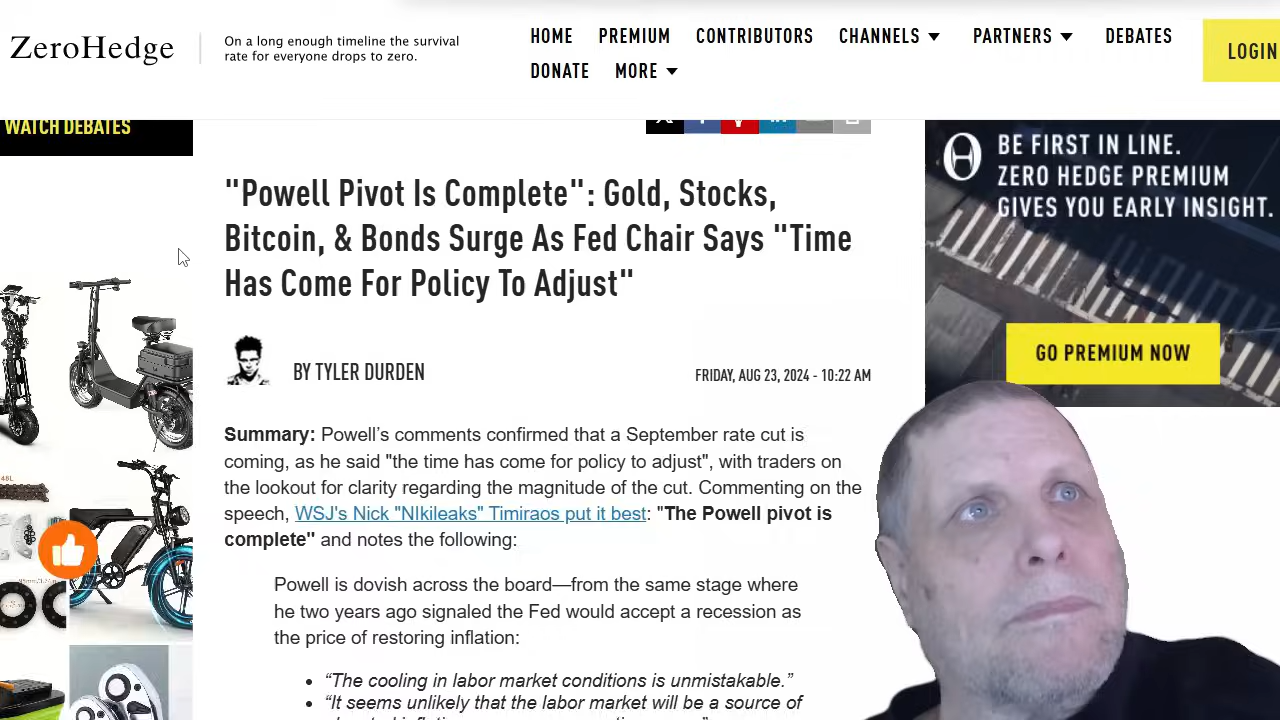 ZeroHedge
On a long enough timeline the survival
rate for everyone drops to zero.
HOME PREMIUM CONTRIBUTORS CHANNELS PARTNERS DEBATES
DONATE MORE
LOGIN
WATCH DEBATES
"Powell Pivot Is Complete": Gold, Stocks,
Bitcoin, & Bonds Surge As Fed Chair Says "Time
Has Come For Policy To Adjust"
BY TYLER DURDEN
FRIDAY, AUG 23, 2024 - 10:22 AM
Summary: Powell’s comments confirmed that a September rate cut is
coming, as he said "the time has come for policy to adjust", with traders on
the lookout for clarity regarding the magnitude of the cut. Commenting on the
speech, WSJ's Nick "NIkileaks" Timiraos put it best: "The Powell pivot is
complete" and notes the following:
Powell is dovish across the board—from the same stage where
he two years ago signaled the Fed would accept a recession as
the price of restoring inflation:
• “The cooling in labor market conditions is unmistakable.”
• “It seems unlikely that the labor market will be a source of
BE FIRST IN LINE.
ZERO HEDGE PREMIUM
GIVES YOU EARLY INSIGHT.
GO PREMIUM NOW
48L